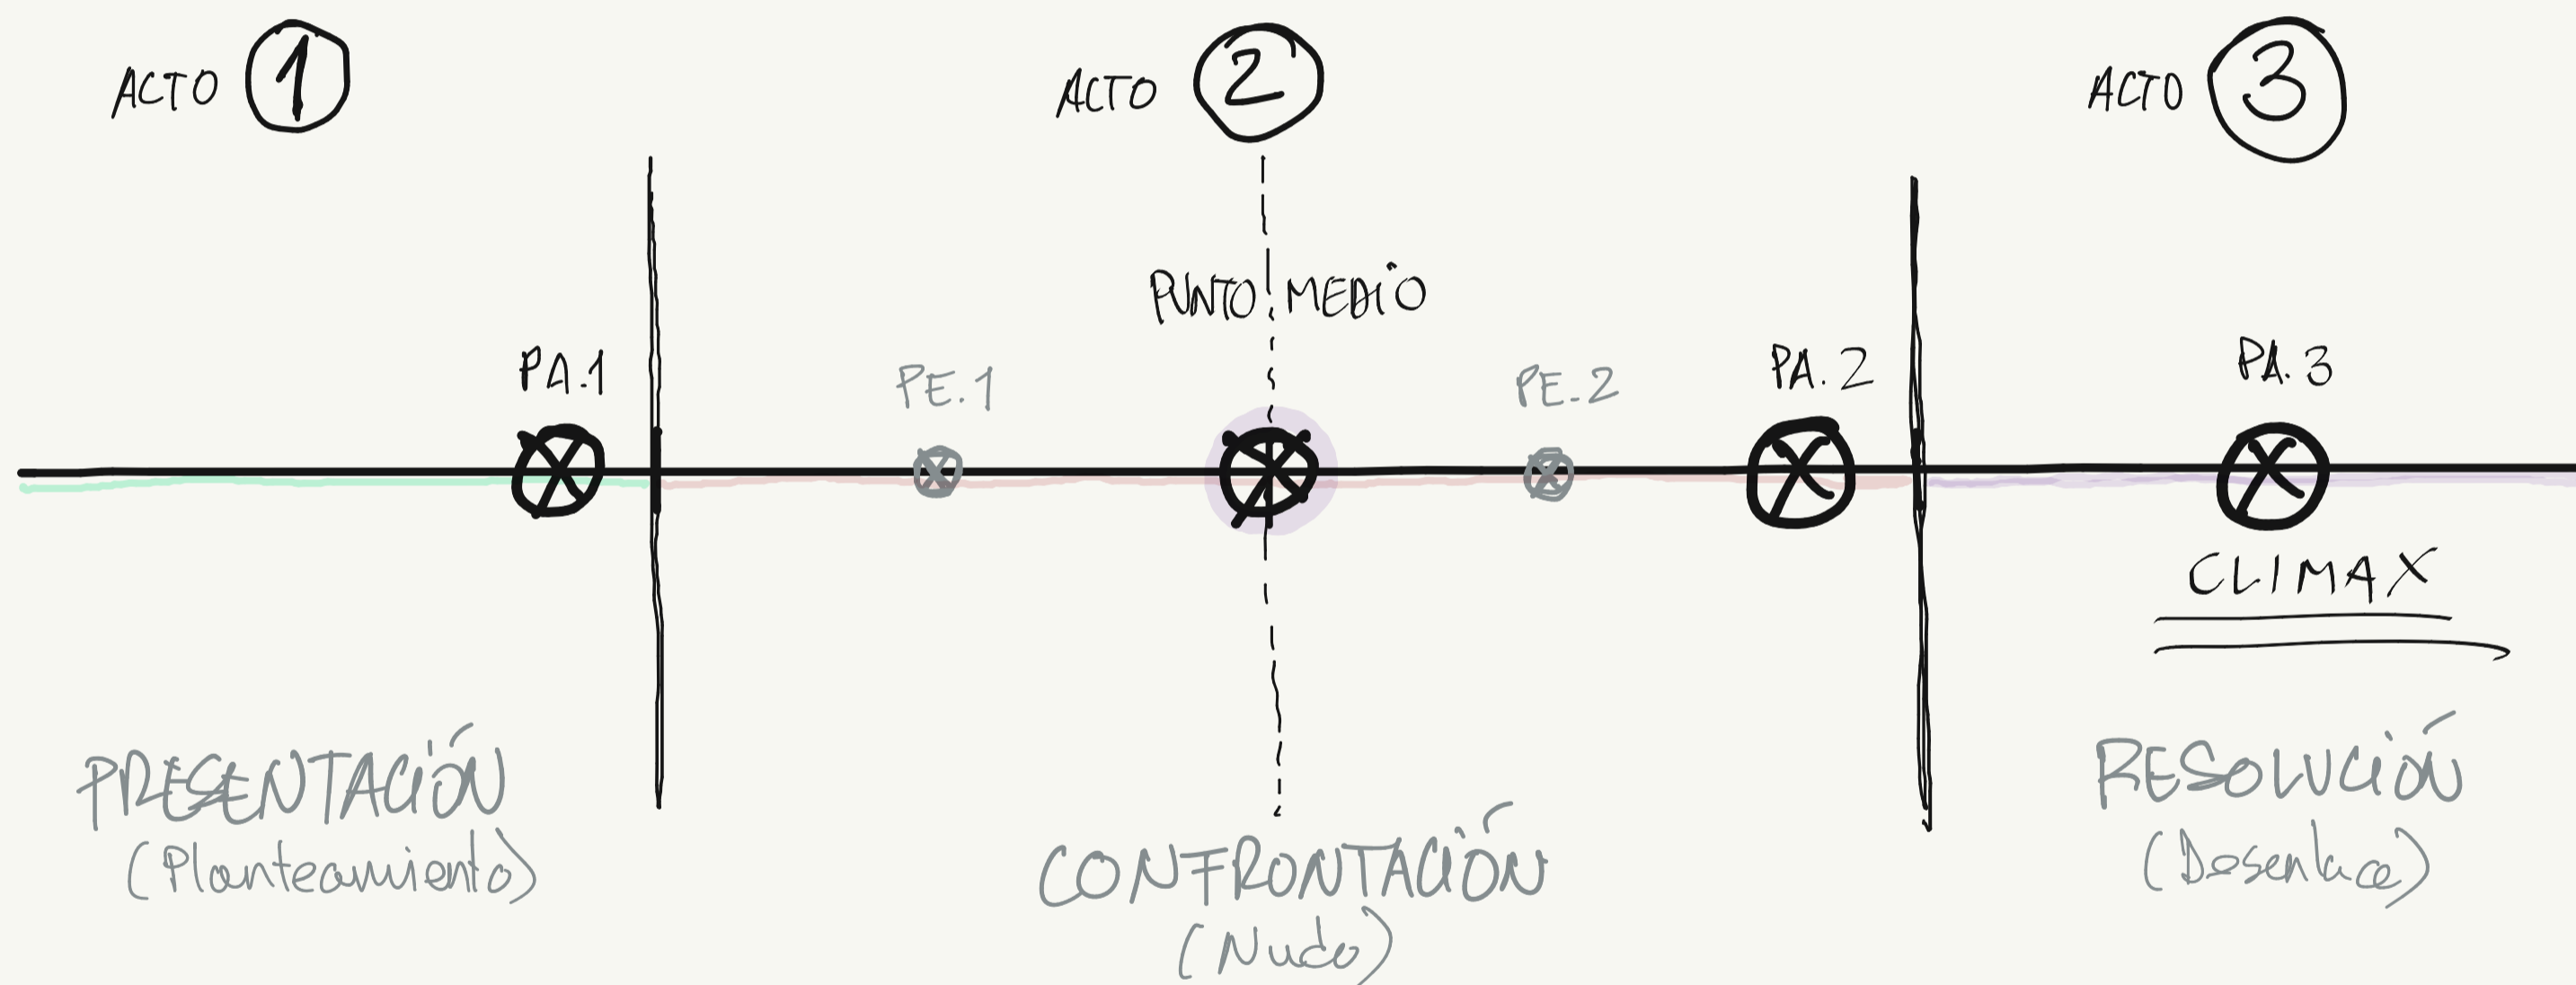 ACTO 1
ACTO 2
ACTO 3
PUNTO MEDIO
PA.1
PE.1
PE.2
PA.2
PA.3
CLIMAX
PRESENTACIÓN
(Planteamiento)
CONFRONTACIÓN
(Nudo)
RESOLUCIÓN
(Desenlace)